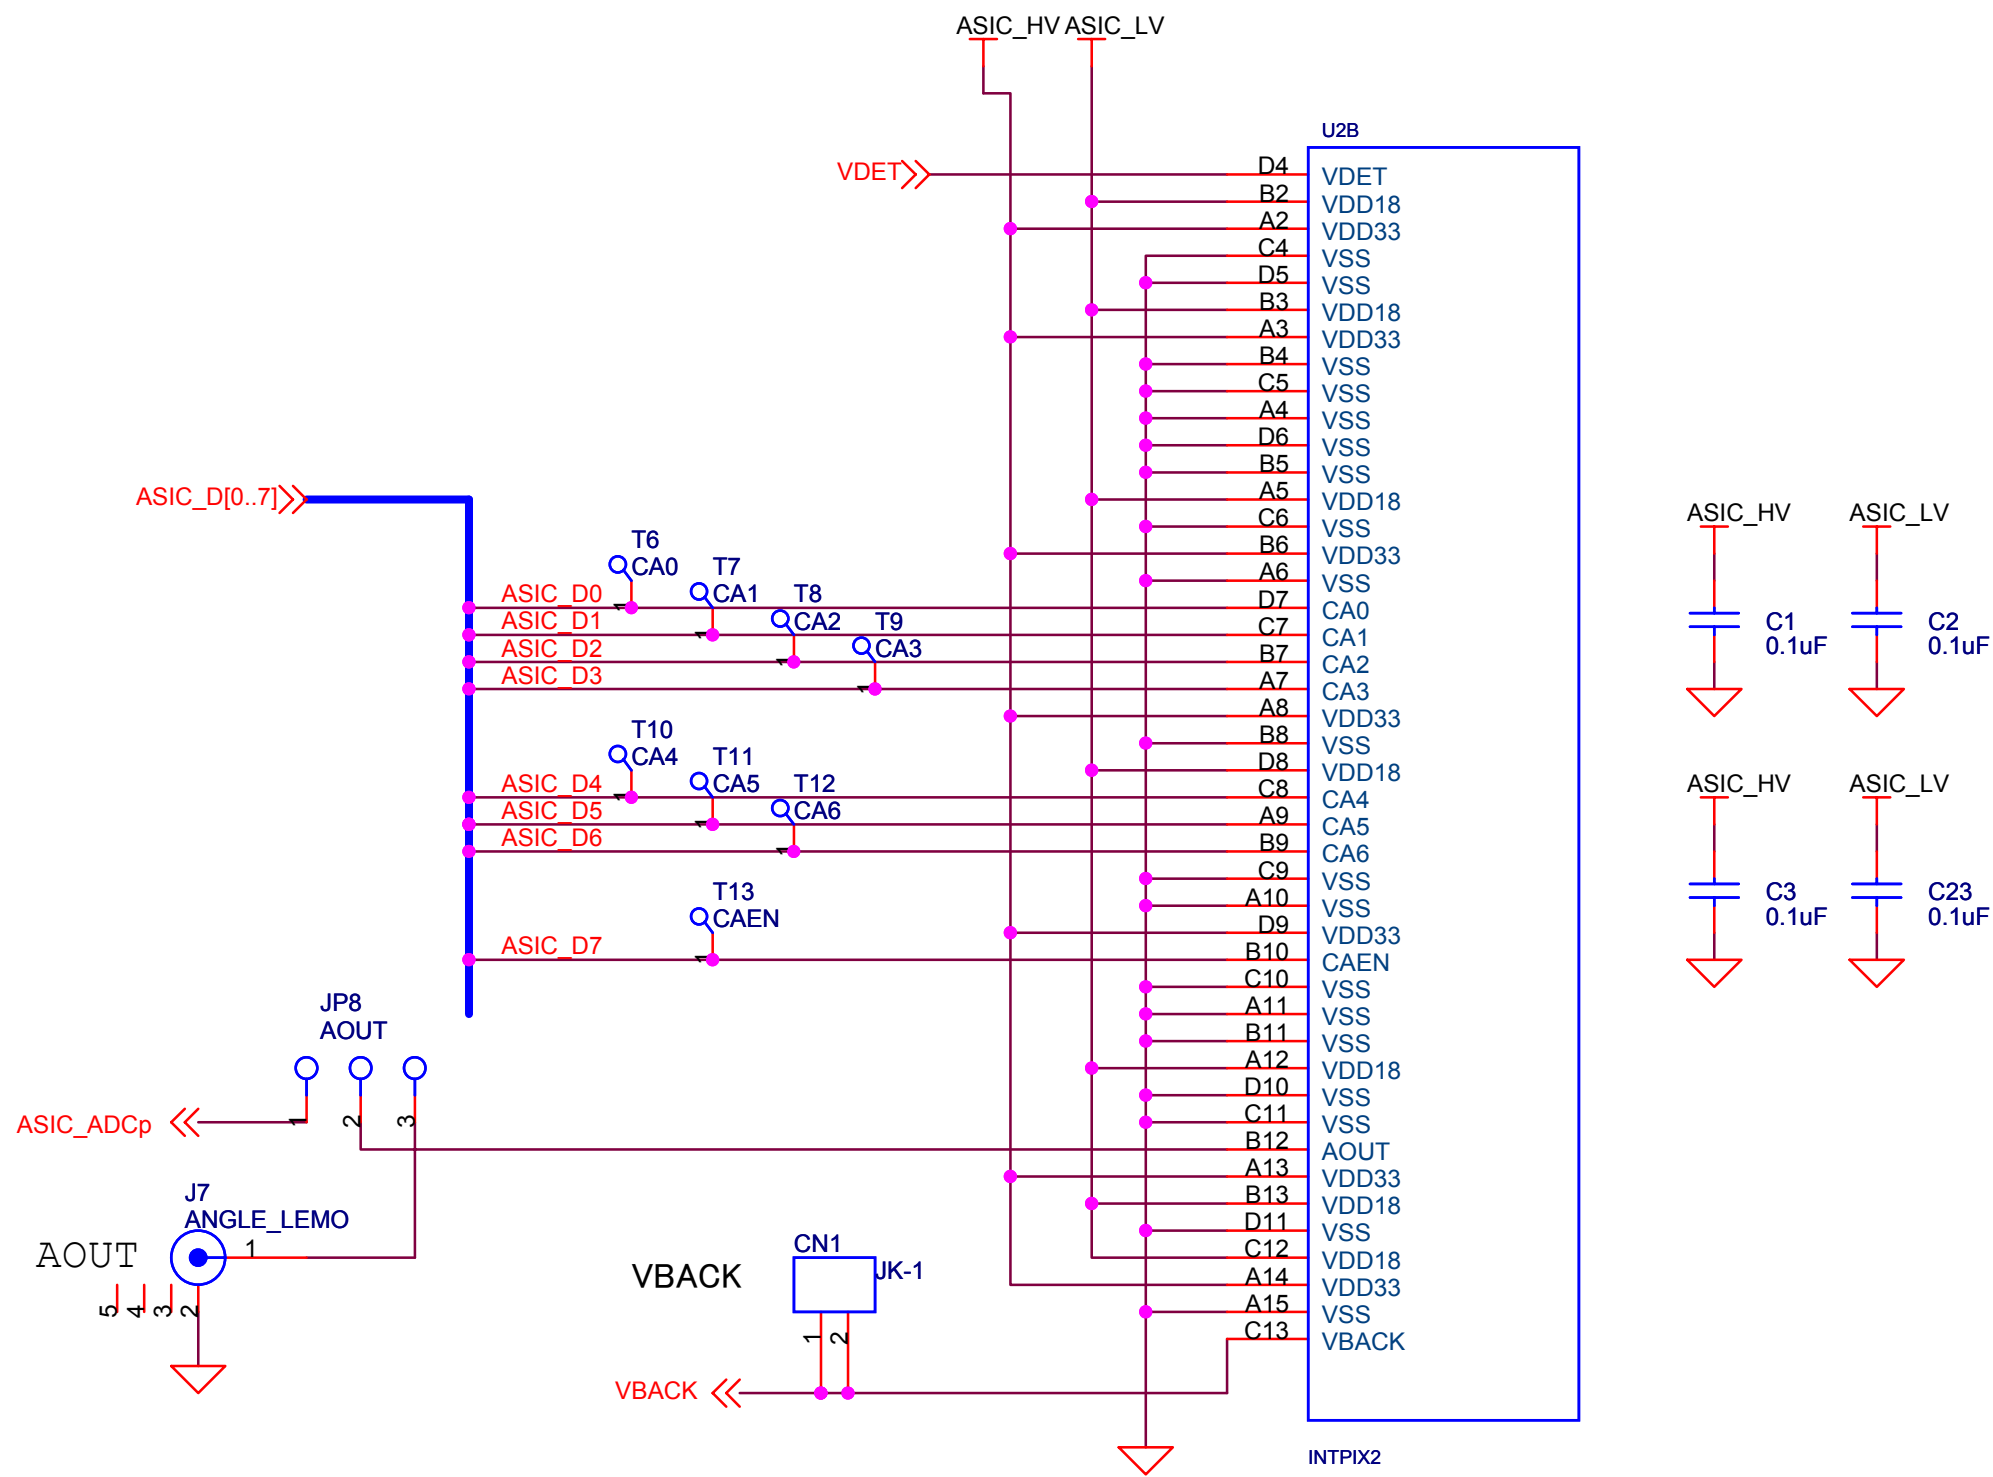 ASIC_HV ASIC_LV
U2B
VDET D4 VDET
B2 VDD18
A2 VDD33
C4 VSS
D5 VSS
B3 VDD18
A3 VDD33
B4 VSS
C5 VSS
A4 VSS
D6 VSS
B5 VSS
A5 VDD18
C6 VSS
B6 VDD33
A6 VSS
D7 CA0
C7 CA1
B7 CA2
A7 CA3
A8 VDD33
B8 VSS
D8 VDD18
C8 CA4
A9 CA5
B9 CA6
C9 VSS
A10 VSS
D9 VDD33
B10 CAEN
C10 VSS
A11 VSS
B11 VSS
A12 VDD18
D10 VSS
C11 VSS
B12 AOUT
A13 VDD33
B13 VDD18
D11 VSS
C12 VDD18
A14 VDD33
A15 VSS
C13 VBACK
INTPIX2
ASIC_D[0..7]
T6
CA0
T7
CA1
T8
CA2
T9
CA3
ASIC_D0 1
ASIC_D1 1
ASIC_D2 1
ASIC_D3 1
T10
CA4
T11
CA5
T12
CA6
ASIC_D4 1
ASIC_D5 1
ASIC_D6 1
T13
CAEN
ASIC_D7 1
JP8
AOUT
ASIC_ADCp 1 2 3
J7
ANGLE_LEMO
AOUT 1
5 4 3 2
CN1
VBACK JK-1
1 2
VBACK
ASIC_HV ASIC_LV
C1
0.1uF
C2
0.1uF
ASIC_HV ASIC_LV
C3
0.1uF
C23
0.1uF